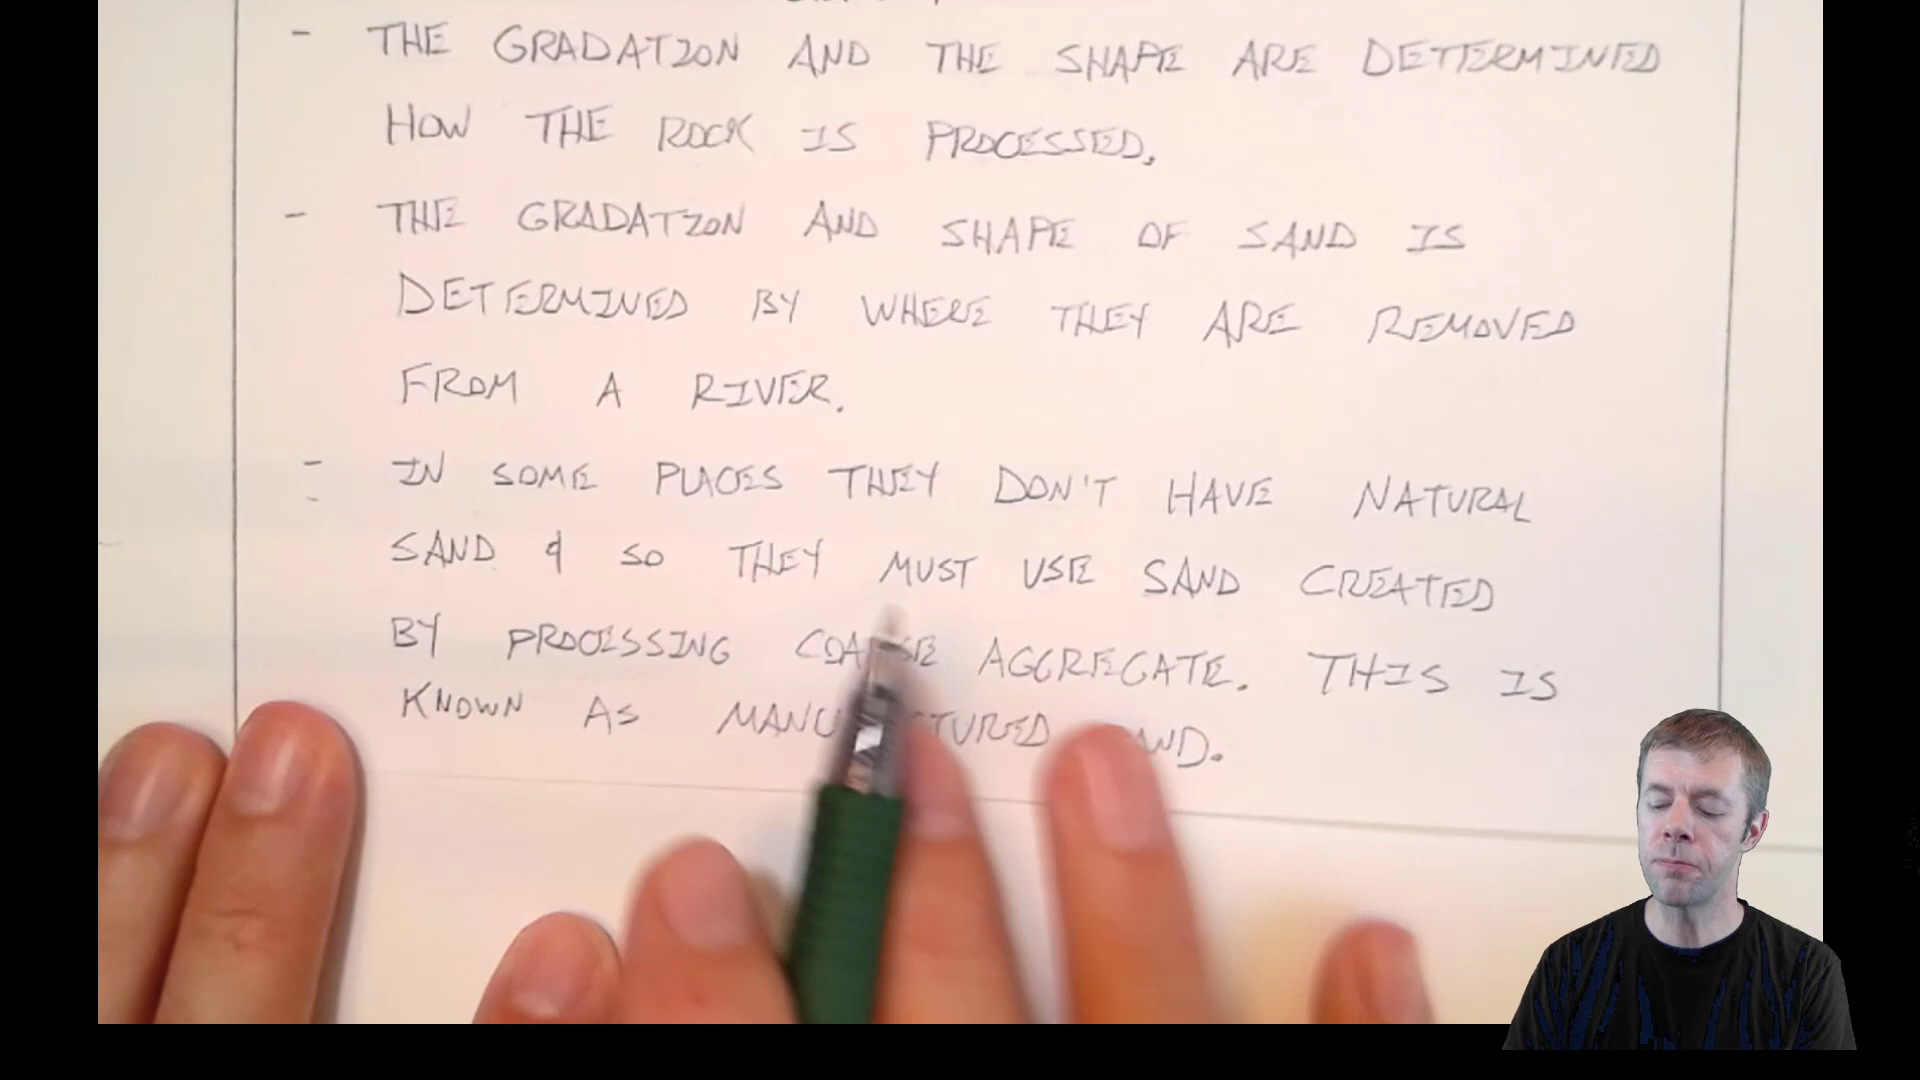 - THE GRADATION AND THE SHAPE ARE DETERMINED
HOW THE ROCK IS PROCESSED.
- THE GRADATION AND SHAPE OF SAND IS
DETERMINED BY WHERE THEY ARE REMOVED
FROM A RIVER.
- IN SOME PLACES THEY DON'T HAVE NATURAL
SAND & SO THEY MUST USE SAND CREATED
BY PROCESSING AGGREGATE. THIS IS
KNOWN AS